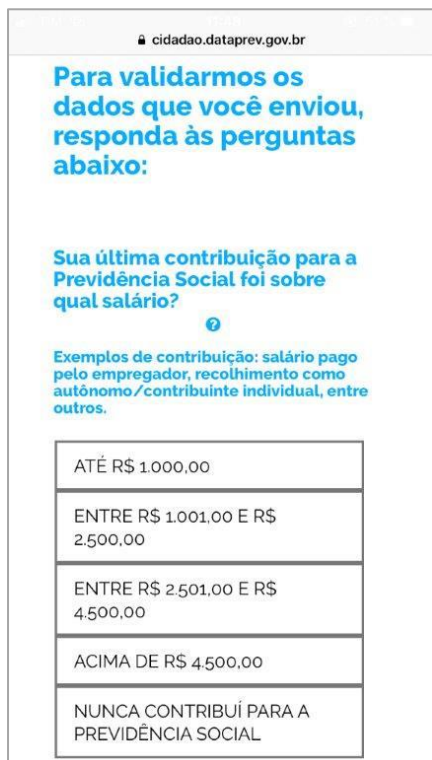 cidadao.dataprev.gov.br
Para validarmos os
dados que você enviou,
responda às perguntas
abaixo:
Sua última contribuição para a
Previdência Social foi sobre
qual salário?
?
Exemplos de contribuição: salário pago
pelo empregador, recolhimento como
autônomo/contribuinte individual, entre
outros.
ATÉ R$ 1.000,00
ENTRE R$ 1.001,00 E R$
2.500,00
ENTRE R$ 2.501,00 E R$
4.500,00
ACIMA DE R$ 4.500,00
NUNCA CONTRIBUÍ PARA A
PREVIDÊNCIA SOCIAL